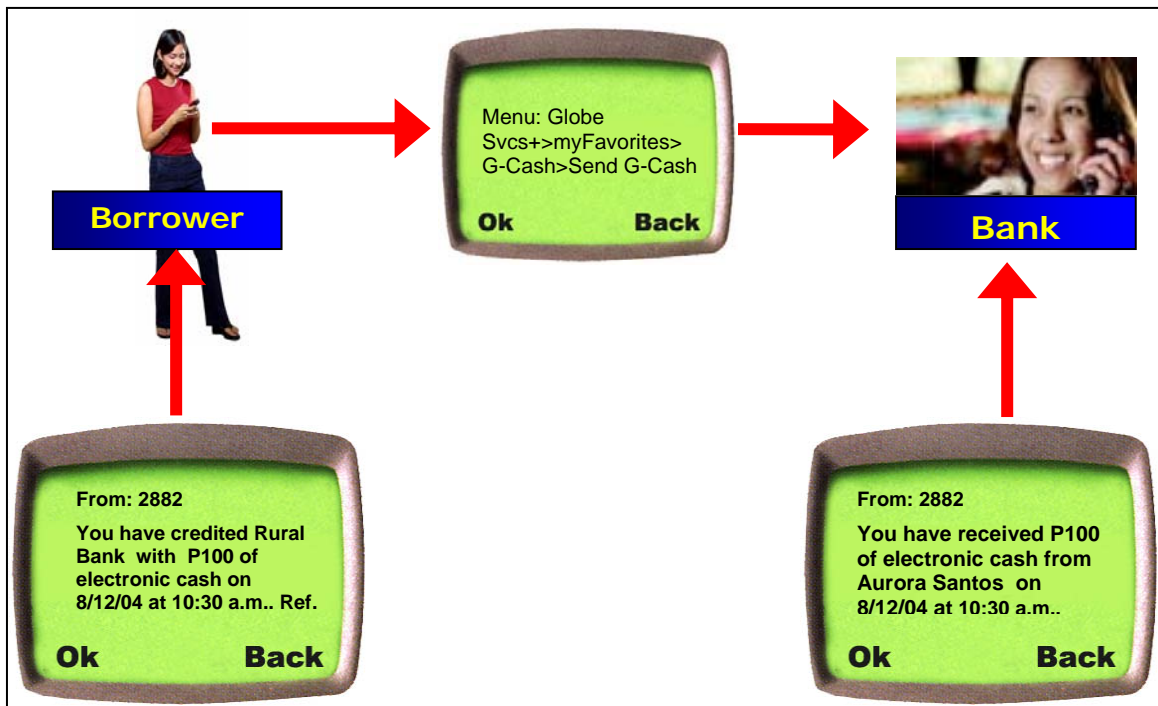 Menu: Globe
Svcs+>myFavorites>
G-Cash>Send G-Cash
Ok Back
Borrower
Bank
From: 2882
You have credited Rural
Bank with P100 of
electronic cash on
8/12/04 at 10:30 a.m.. Ref.
Ok Back
From: 2882
You have received P100
of electronic cash from
Aurora Santos on
8/12/04 at 10:30 a.m..
Ok Back